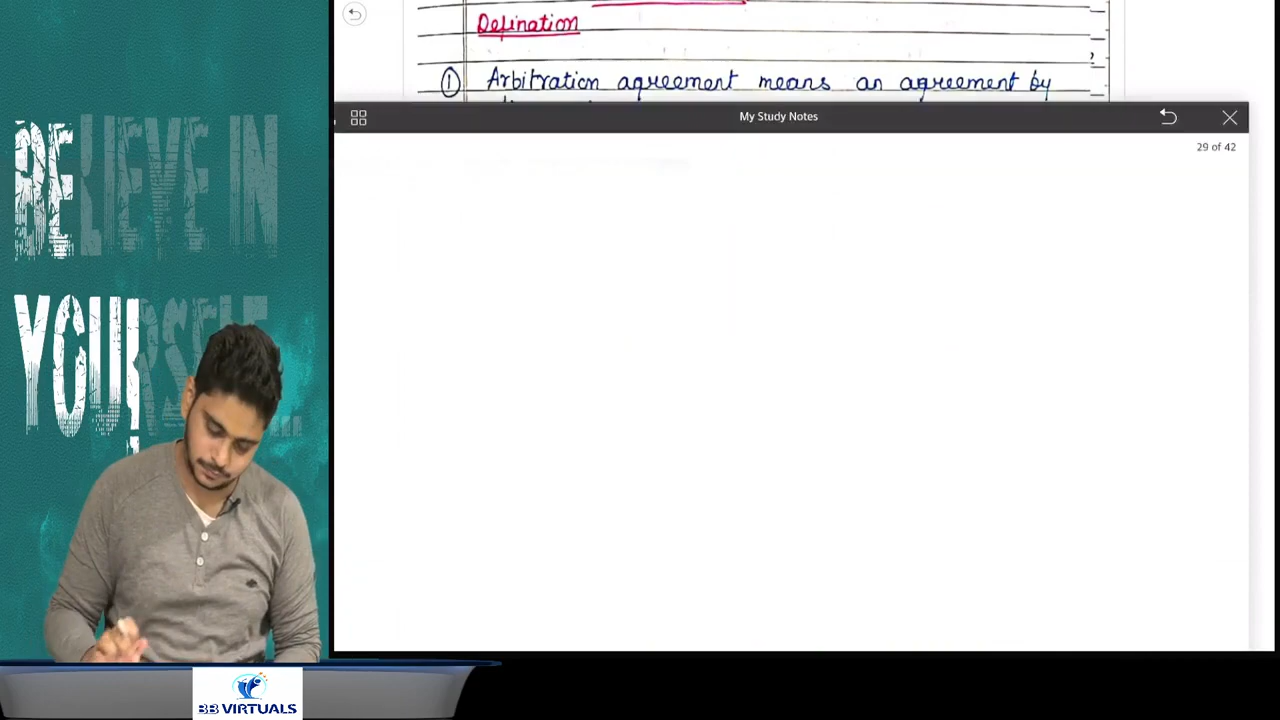 Defination
① Arbitration agreement means an agreement by
My Study Notes
29 of 42
BELIEVE IN
YOURSELF...
BB VIRTUALS